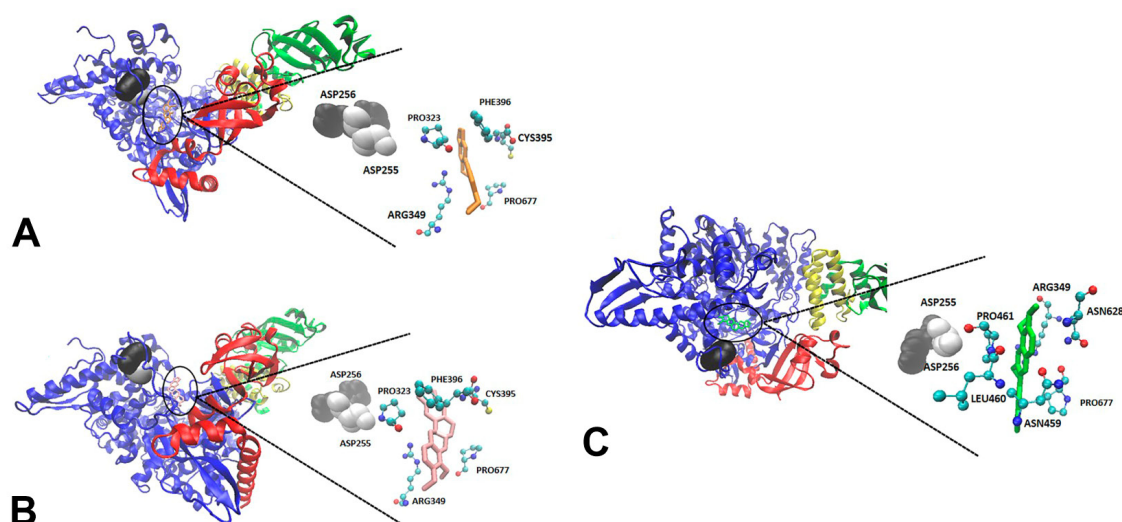 A
ASP256
ASP255
PRO323
PHE396
CYS395
ARG349
PRO677
B
ASP256
ASP255
PRO323
PHE396
CYS395
PRO677
ARG349
C
ASP255
ASP256
PRO461
ARG349
ASN628
LEU460
PRO677
ASN459